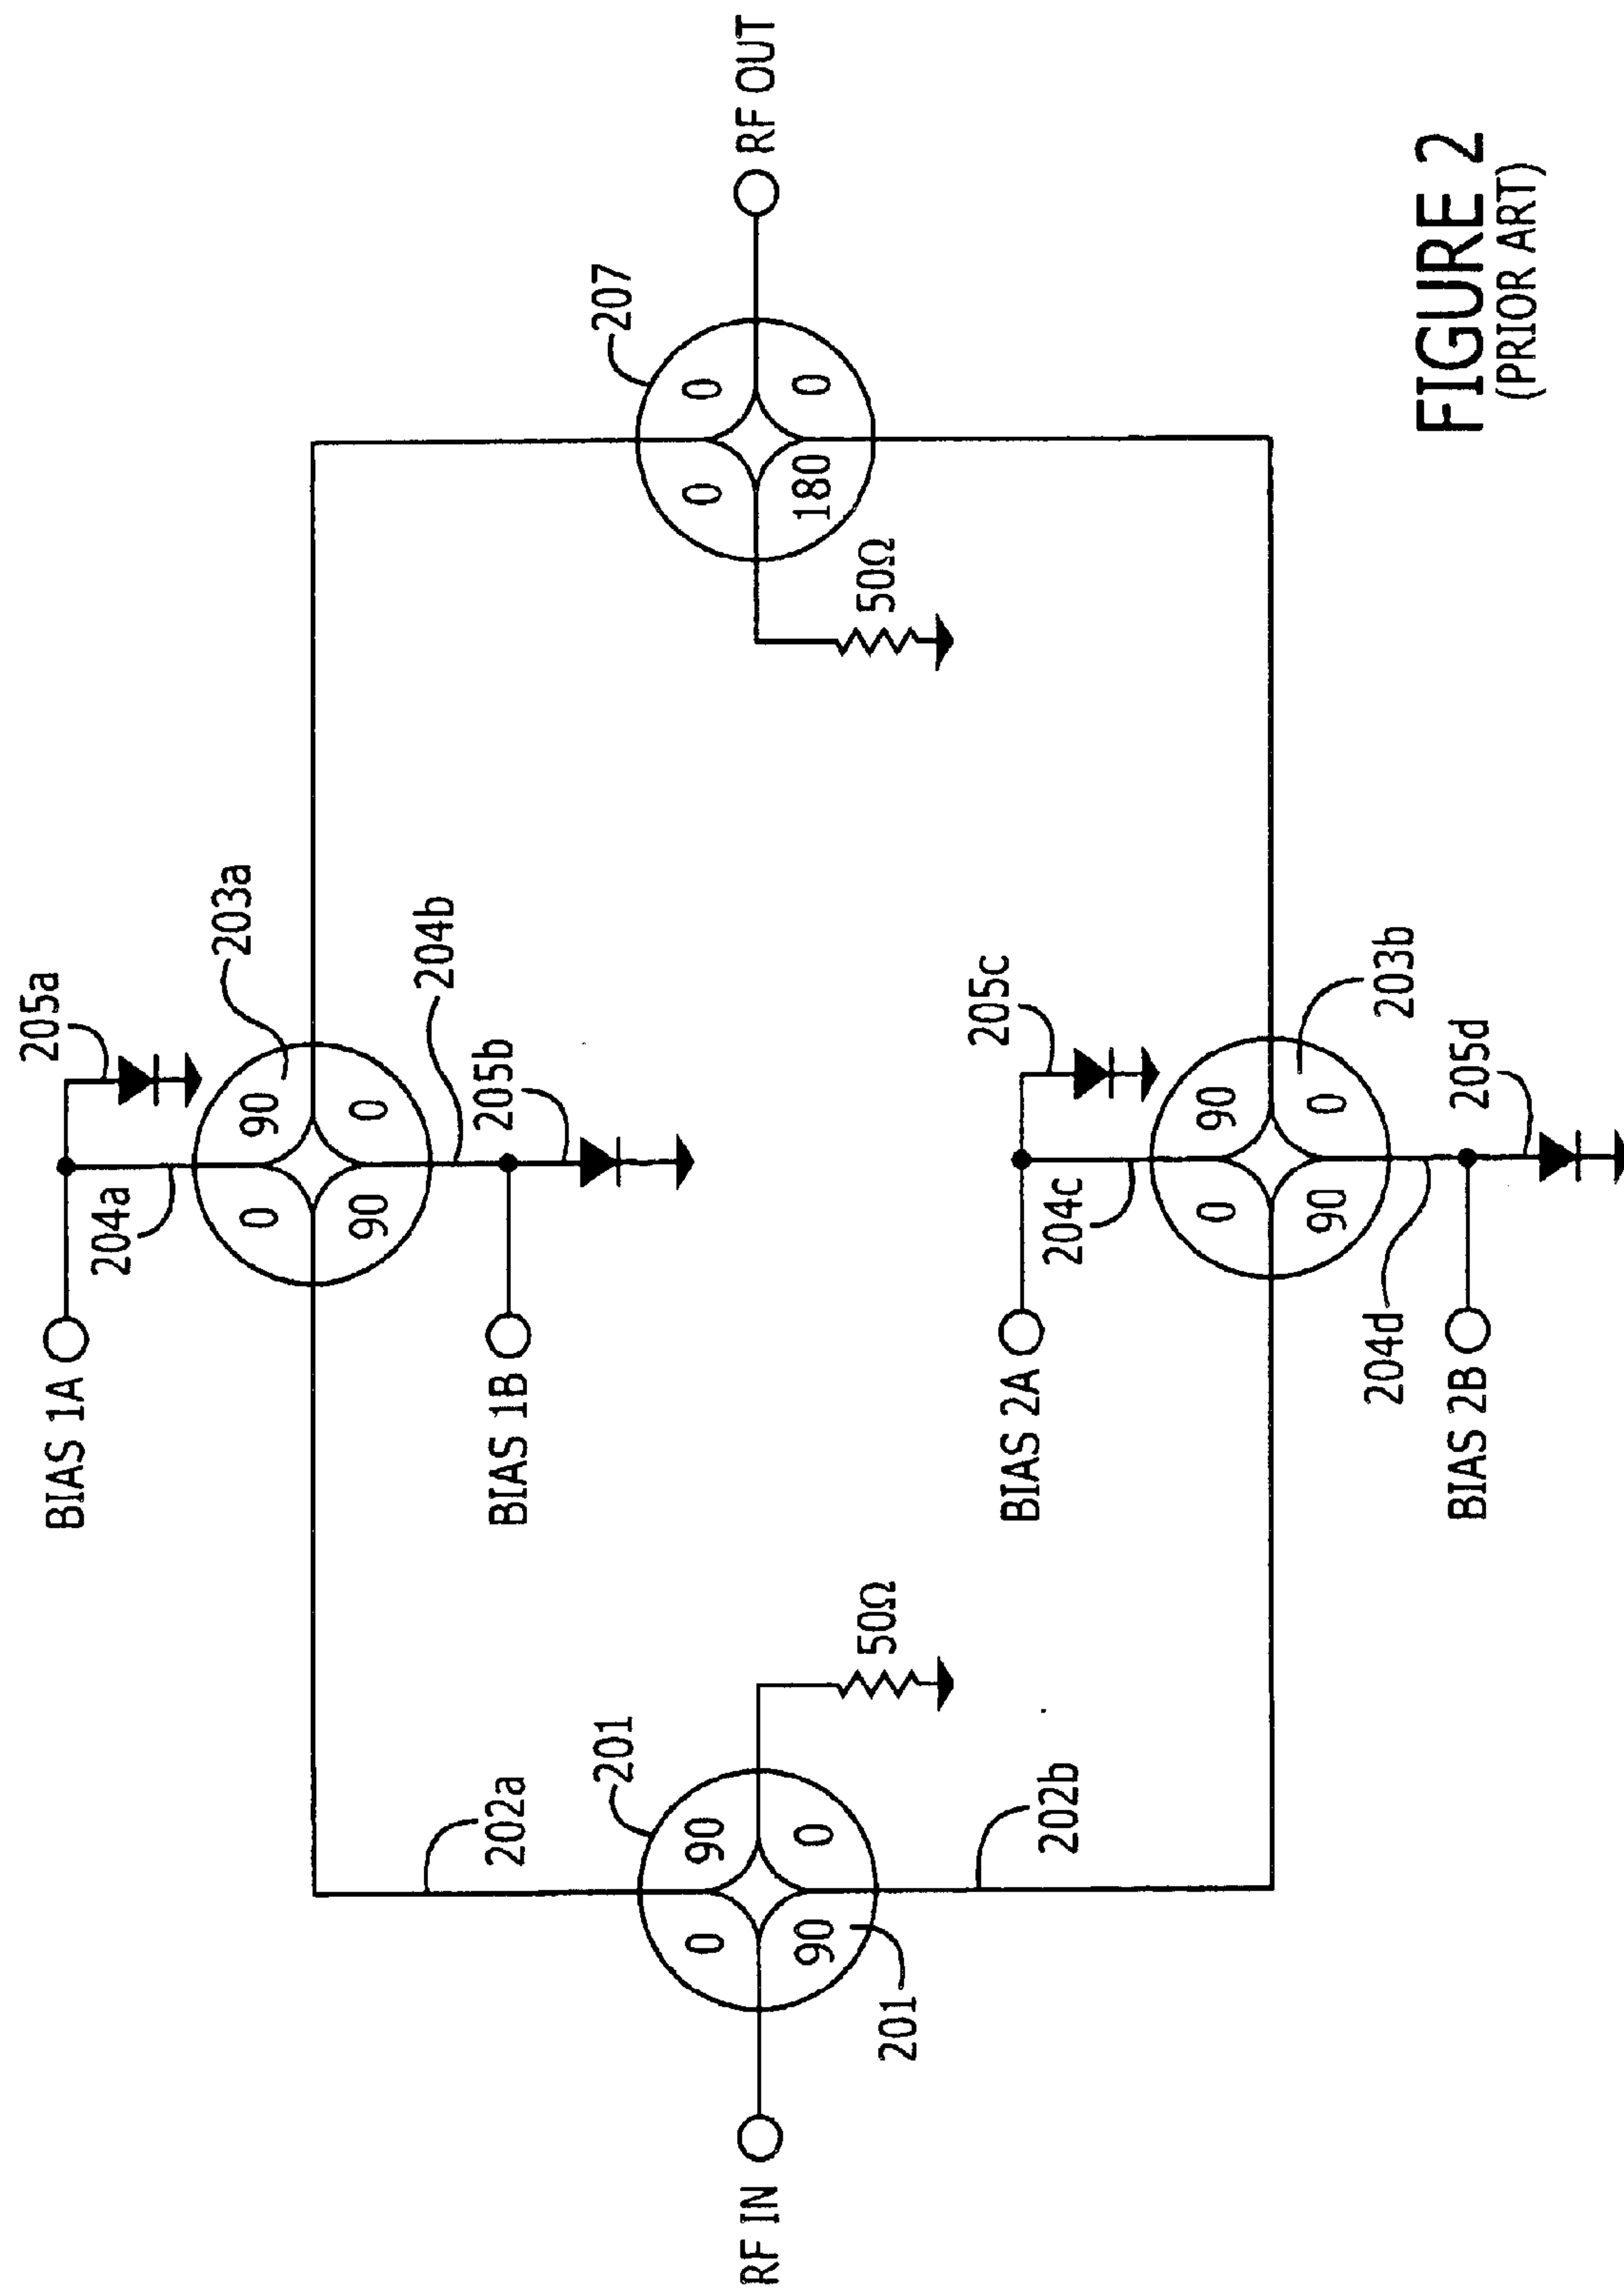 BIAS 1A
204a
205a
0
90
203a
90
0
BIAS 1B
204b
205b
202a
201
0
90
90
0
201
RF IN
50Ω
202b
207
0
0
180
0
50Ω
RF OUT
BIAS 2A
204c
205c
0
90
90
0
203b
204d
BIAS 2B
205d
FIGURE 2
(PRIOR ART)